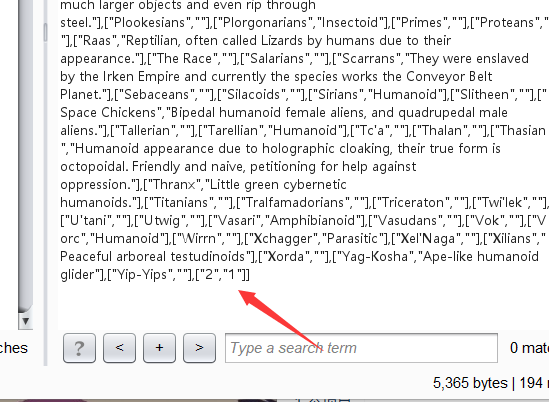 much larger objects and even rip through
steel."],["Plookesians",""],["Plorgonarians","Insectoid"],["Primes",""],["Proteans","
"],["Raas","Reptilian, often called Lizards by humans due to their
appearance."],["The Race",""],["Salarians",""],["Scarrans","They were enslaved
by the Irken Empire and currently the species works the Conveyor Belt
Planet."],["Sebaceans",""],["Silacoids",""],["Sirians","Humanoid"],["Slitheen",""],["
Space Chickens","Bipedal humanoid female aliens, and quadrupedal male
aliens."],["Tallerian",""],["Tarellian","Humanoid"],["Tc'a",""],["Thalan",""],["Thasian
","Humanoid appearance due to holographic cloaking, their true form is
octopoidal. Friendly and naive, petitioning for help against
oppression."],["Thranx","Little green cybernetic
humanoids."],["Titanians",""],["Tralfamadorians",""],["Triceraton",""],["Twi'lek",""],
["U'tani",""],["Utwig",""],["Vasari","Amphibianoid"],["Vasudans",""],["Vok",""],["V
orc","Humanoid"],["Wirrn",""],["Xchagger","Parasitic"],["Xel'Naga",""],["Xilians","
Peaceful arboreal testudinoids"],["Xorda",""],["Yag-Kosha","Ape-like humanoid
glider"],["Yip-Yips",""],["2","1"]]
ches ? < + > Type a search term 0 mat
5,365 bytes | 194